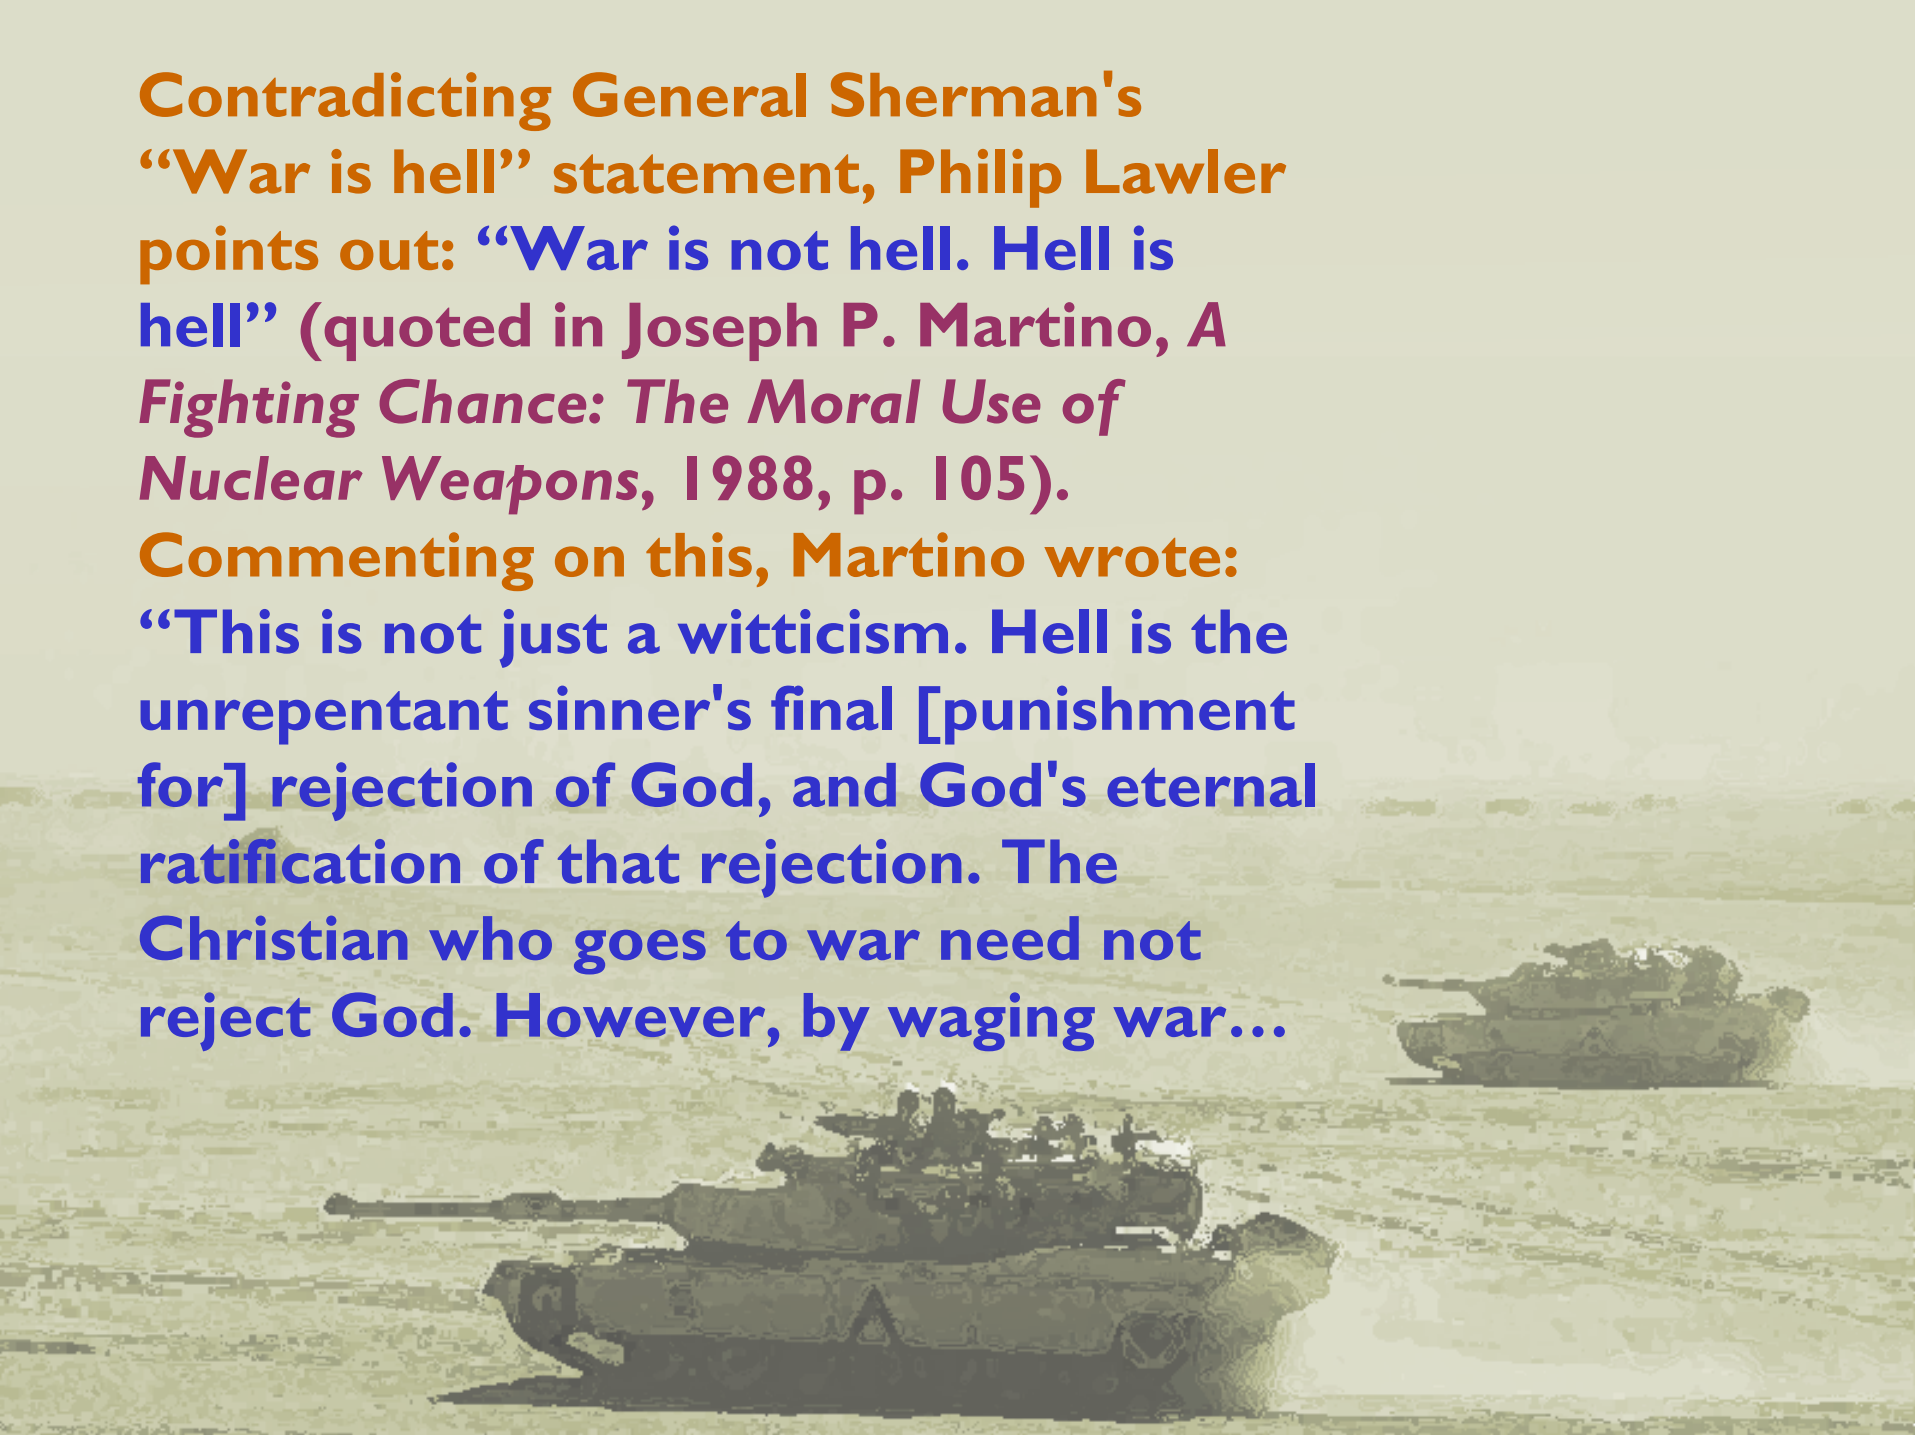 Contradicting General Sherman's
“War is hell” statement, Philip Lawler
points out: “War is not hell. Hell is
hell” (quoted in Joseph P. Martino, A
Fighting Chance: The Moral Use of
Nuclear Weapons, 1988, p. 105).
Commenting on this, Martino wrote:
“This is not just a witticism. Hell is the
unrepentant sinner's final [punishment
for] rejection of God, and God's eternal
ratification of that rejection. The
Christian who goes to war need not
reject God. However, by waging war…